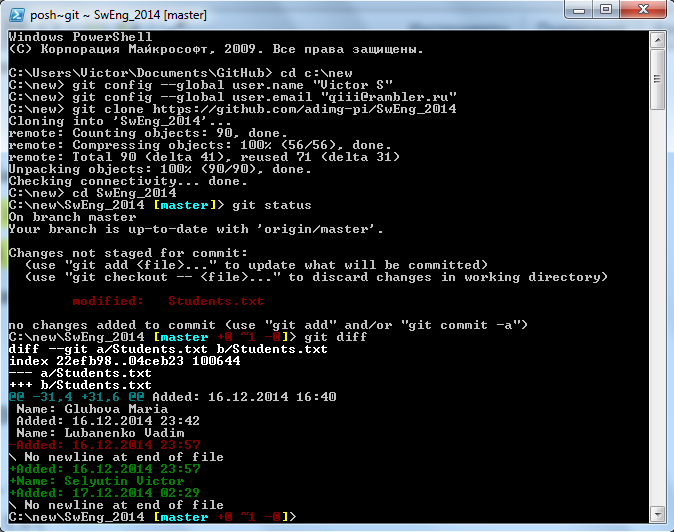 posh~git ~ SwEng_2014 [master]
Windows PowerShell
(C) Корпорация Майкрософт, 2009. Все права защищены.
C:\Users\Victor\Documents\GitHub> cd c:\new
C:\new> git config --global user.name "Victor S"
C:\new> git config --global user.email "qiii@rambler.ru"
C:\new> git clone https://github.com/adimg-pi/SwEng_2014
Cloning into 'SwEng_2014'...
remote: Counting objects: 90, done.
remote: Compressing objects: 100% (56/56), done.
remote: Total 90 (delta 41), reused 71 (delta 31)
Unpacking objects: 100% (90/90), done.
Checking connectivity... done.
C:\new> cd SwEng_2014
C:\new\SwEng_2014 [master]> git status
On branch master
Your branch is up-to-date with 'origin/master'.
Changes not staged for commit:
  (use "git add <file>..." to update what will be committed)
  (use "git checkout -- <file>..." to discard changes in working directory)
        modified:   Students.txt
no changes added to commit (use "git add" and/or "git commit -a")
C:\new\SwEng_2014 [master +0 ~1 -0]> git diff
diff --git a/Students.txt b/Students.txt
index 22efb98..04ceb23 100644
--- a/Students.txt
+++ b/Students.txt
@@ -31,4 +31,6 @@ Added: 16.12.2014 16:40
 Name: Gluhova Maria
 Added: 16.12.2014 23:42
 Name: Lubanenko Vadim
-Added: 16.12.2014 23:57
\ No newline at end of file
+Added: 16.12.2014 23:57
+Name: Selyutin Victor
+Added: 17.12.2014 02:29
\ No newline at end of file
C:\new\SwEng_2014 [master +0 ~1 -0]>